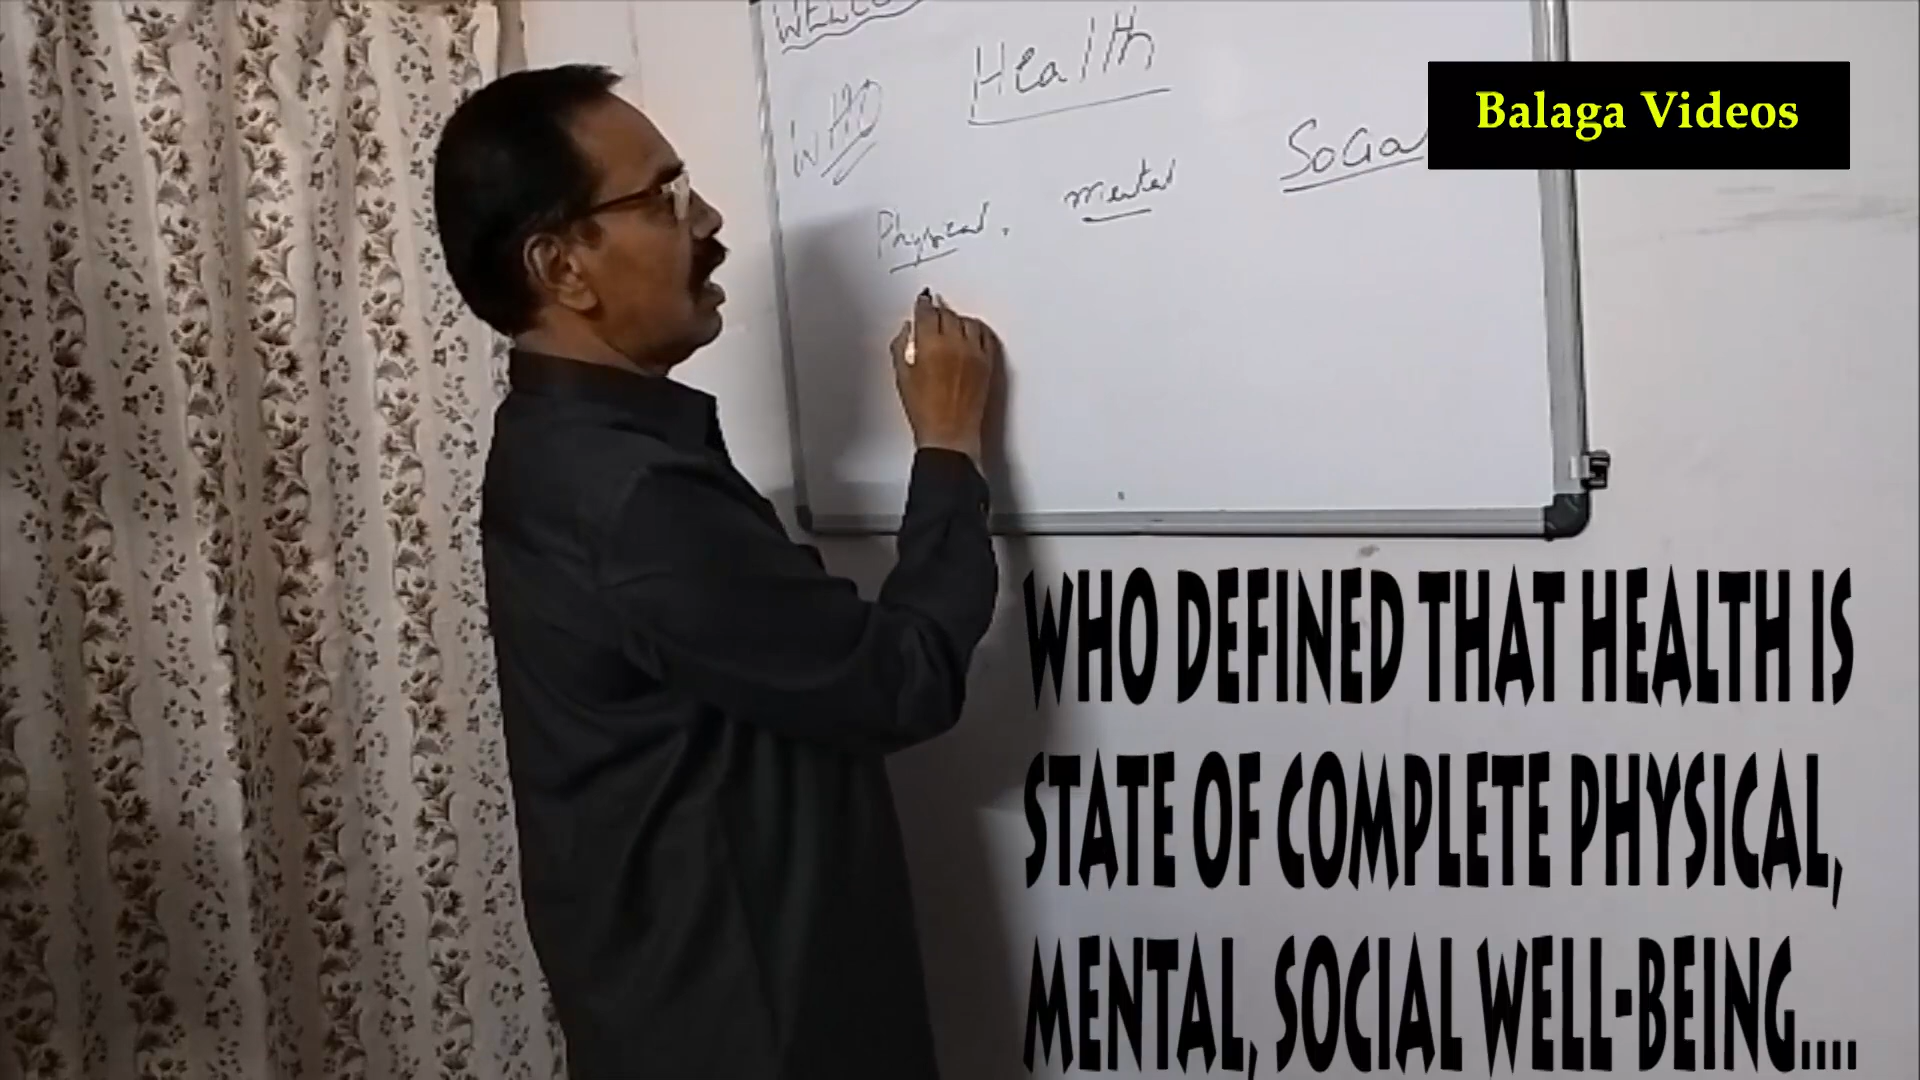 Health
WHO
Balaga Videos
Social
Physical, mental
WHO DEFINED THAT HEALTH IS
STATE OF COMPLETE PHYSICAL,
MENTAL, SOCIAL WELL-BEING....